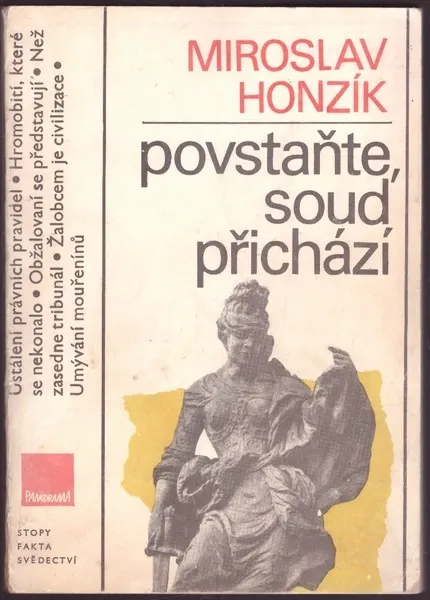 MIROSLAV
HONZÍK
povstaňte,
soud
přichází
Ustálení právních pravidel • Hromobití, které
se nekonalo • Obžalovaní se představují • Než
zasedne tribunál • Žalobcem je civilizace •
Umývání mouřenínů
PANORAMA
STOPY
FAKTA
SVĚDECTVÍ